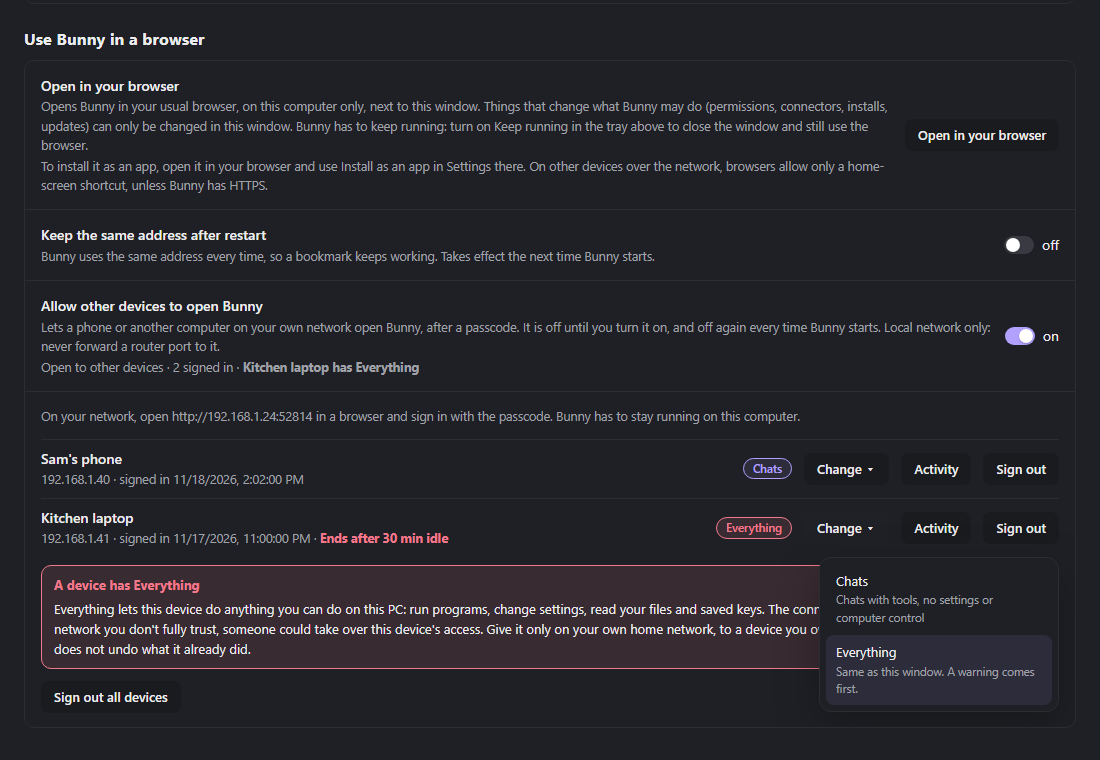 Use Bunny in a browser
Open in your browser
Opens Bunny in your usual browser, on this computer only, next to this window. Things that change what Bunny may do (permissions, connectors, installs,
updates) can only be changed in this window. Bunny has to keep running: turn on Keep running in the tray above to close the window and still use the
browser.
To install it as an app, open it in your browser and use Install as an app in Settings there. On other devices over the network, browsers allow only a home-
screen shortcut, unless Bunny has HTTPS.
Open in your browser
Keep the same address after restart
Bunny uses the same address every time, so a bookmark keeps working. Takes effect the next time Bunny starts.
off
Allow other devices to open Bunny
Lets a phone or another computer on your own network open Bunny, after a passcode. It is off until you turn it on, and off again every time Bunny starts. Local network only:
never forward a router port to it.
Open to other devices · 2 signed in · Kitchen laptop has Everything
on
On your network, open http://192.168.1.24:52814 in a browser and sign in with the passcode. Bunny has to stay running on this computer.
Sam's phone
192.168.1.40 · signed in 11/18/2026, 2:02:00 PM
Chats
Change
Activity
Sign out
Kitchen laptop
192.168.1.41 · signed in 11/17/2026, 11:00:00 PM · Ends after 30 min idle
Everything
Change
Activity
Sign out
A device has Everything
Everything lets this device do anything you can do on this PC: run programs, change settings, read your files and saved keys. The
network you don't fully trust, someone could take over this device's access. Give it only on your own home network, to a device you
does not undo what it already did.
Chats
Chats with tools, no settings or
computer control
Everything
Same as this window. A warning comes
first.
Sign out all devices